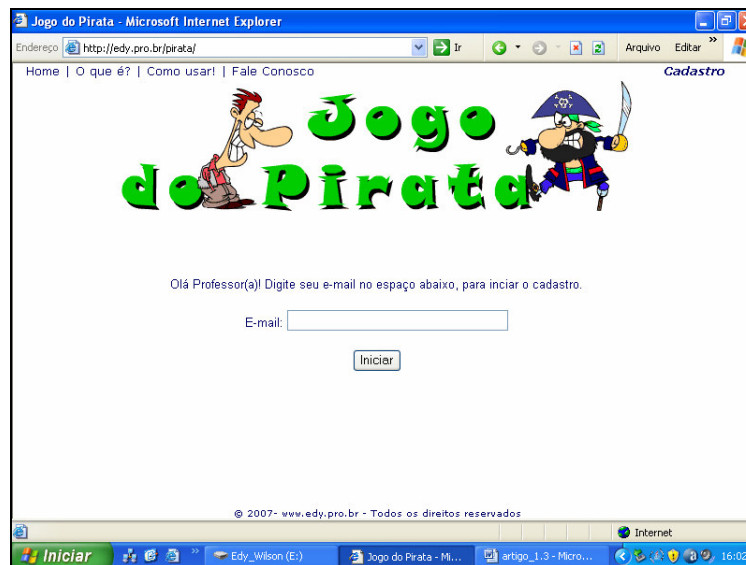 Jogo do Pirata - Microsoft Internet Explorer
Endereço http://edy.pro.br/pirata/ Ir Arquivo Editar »
Home | O que é? | Como usar! | Fale Conosco Cadastro
Jogo
do Pirata
Olá Professor(a)! Digite seu e-mail no espaço abaixo, para inciar o cadastro.
E-mail:
Iniciar
© 2007- www.edy.pro.br - Todos os direitos reservados
Internet
Iniciar » Edy_Wilson (E:) Jogo do Pirata - Mi... artigo_1.3 - Micro... 16:02